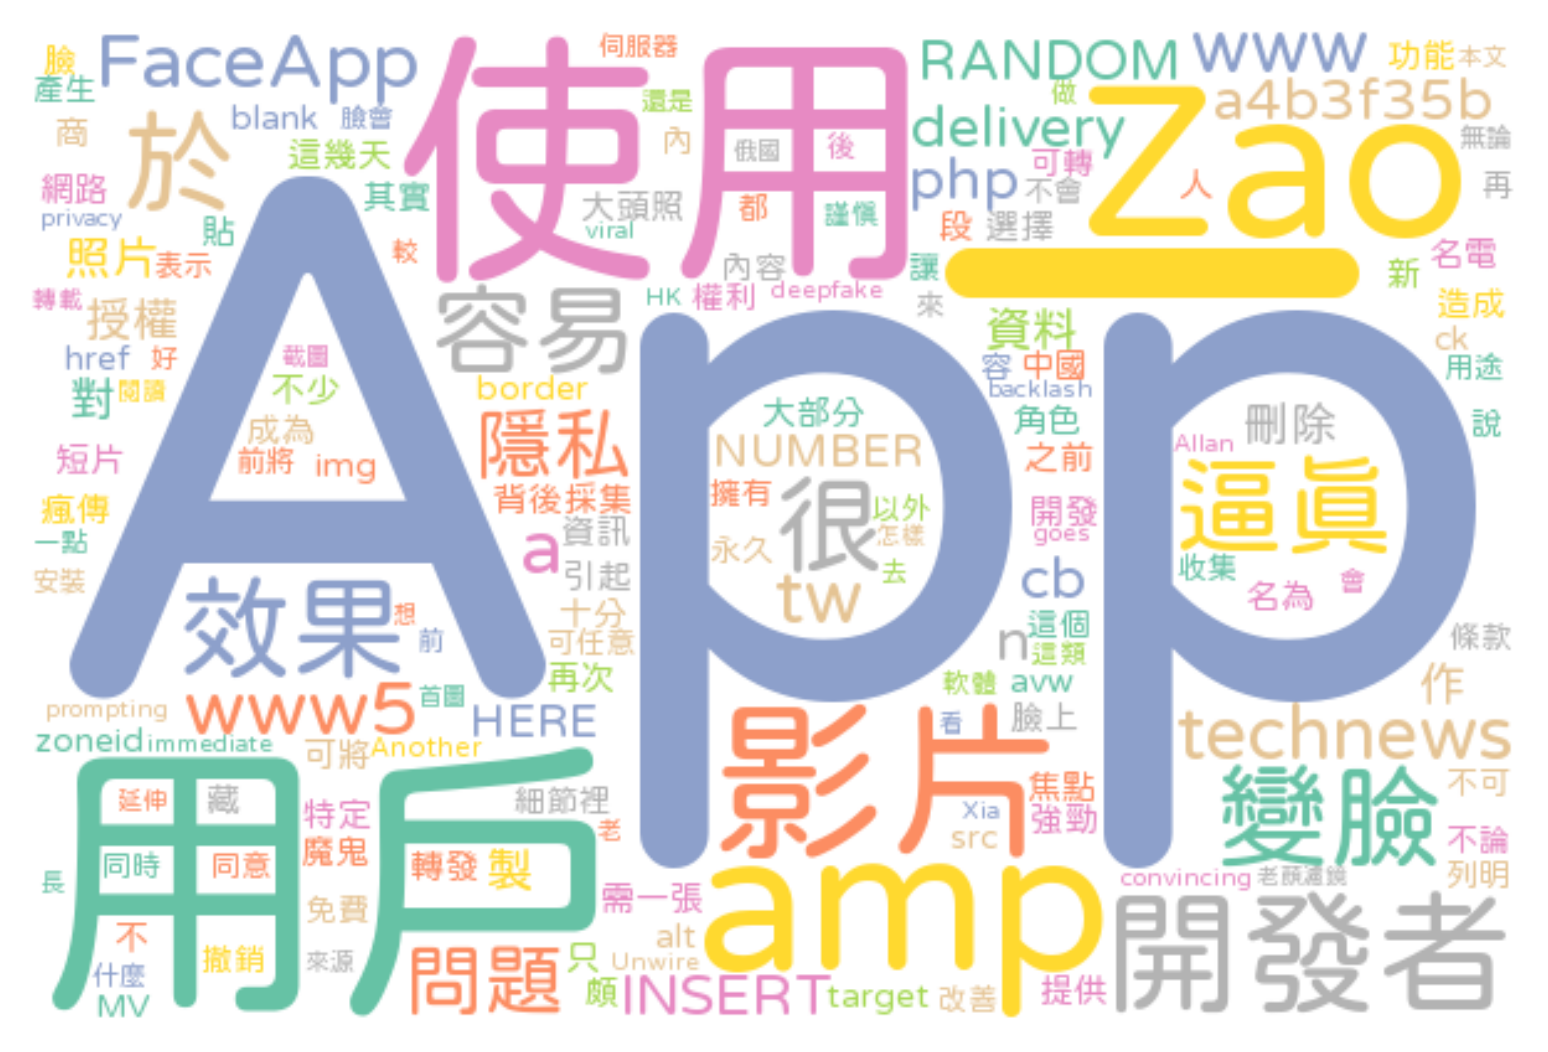 臉
FaceApp
使用
伺服器
RANDOM
www
功能
本文
產生
還是
做
Zao
a4b3f35b
商
於
blank
臉會
這幾天
內
俄國
後
delivery
可轉
無論
網路
其實
大頭照
都
謹慎
php
不會
人
再
privacy
貼
viral
段
選擇
照片
表示
較
內容
讓
新
名電
轉載
授權
容易
HK
權利
deepfake
來
造成
App
href
好
截圖
資料
ck
對
閱讀
不少
border
容
中國
用途
backlash
成為
隱私
大部分
角色
刪除
說
短片
前將
img
NUMBER
之前
Allan
瘋傳
背後採集
擁有
很
以外
開發
逼真
一點
a
資訊
永久
怎樣
goes
安裝
引起
去
cb
收集
名為
會
效果
想
十分
tw
這個
前
可任意
n
這類
條款
再次
軟體
avw
作
prompting
www5
首圖
HERE
影片
看
臉上
technews
zoneid
immediate
可將
Another
用戶
延伸
藏
特定
細節裡
焦點
變臉
不可
老
Xia
強勁
同時
同意
魔鬼
轉發
製
src
不論
長
amp
convincing
老顏濾鏡
列明
免費
需一張
開發者
不
alt
什麼
撤銷
來源
問題
只
Unwire
MV
頗
INSERT
target
改善
提供